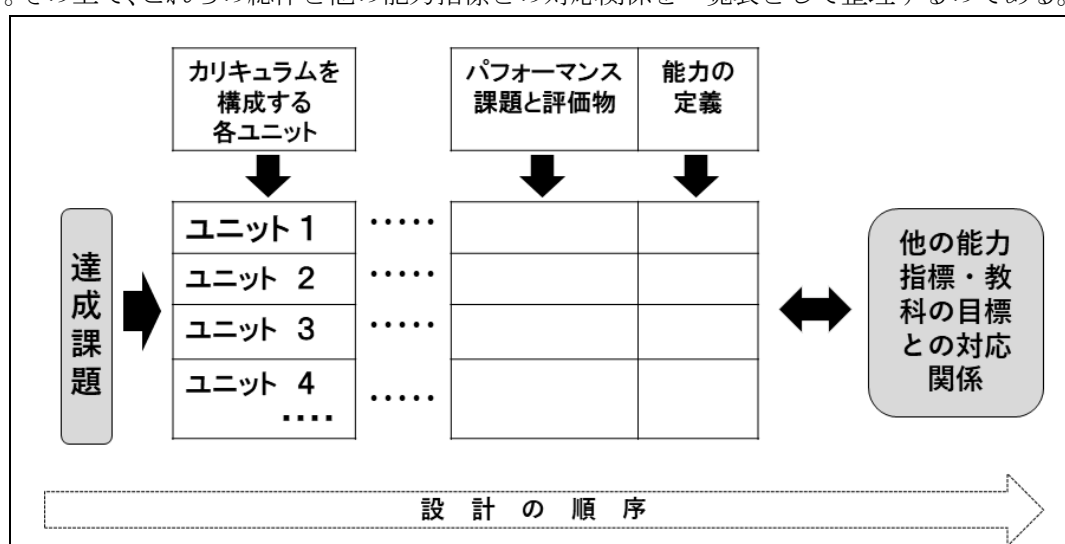 。その上で、これらの総体と他の能力指標との対応関係を一覧表として整理するのである。
カリキュラムを
構成する
各ユニット
パフォーマンス
課題と評価物
能力の
定義
達成課題
ユニット 1
・・・・・
ユニット 2
・・・・・
ユニット 3
・・・・・
ユニット 4
・・・・
・・・・・
他の能力
指標・教
科の目標
との対応
関係
設 計 の 順 序